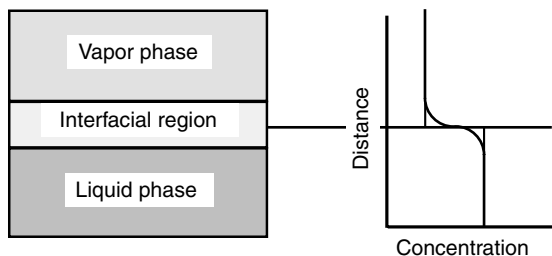 Vapor phase
Interfacial region
Liquid phase
Distance
Concentration